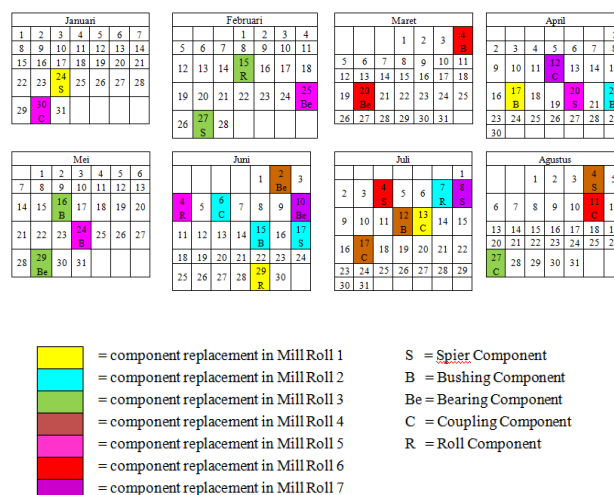 Januari
1 2 3 4 5 6 7
8 9 10 11 12 13 14
15 16 17 18 19 20 21
22 23 24 25 26 27 28
S
29 30 31
C
Februari
1 2 3 4
5 6 7 8 9 10 11
12 13 14 15 16 17 18
R
19 20 21 22 23 24 25
Be
26 27 28
S
Maret
1 2 3 4
B
5 6 7 8 9 10 11
12 13 14 15 16 17 18
19 20 21 22 23 24 25
Be
26 27 28 29 30 31
April
2 3 4 5 6 7
9 10 11 12 13 14
C
16 17 18 19 20 21
B S
23 24 25 26 27 28
30
Mei
1 2 3 4 5 6
7 8 9 10 11 12 13
14 15 16 17 18 19 20
B
21 22 23 24 25 26 27
B
28 29 30 31
Be
Juni
1 2 3
Be
4 5 6 7 8 9 10
R C Be
11 12 13 14 15 16 17
B S
18 19 20 21 22 23 24
25 26 27 28 29 30
R
Juli
1
2 3 4 5 6 7 8
S R S
9 10 11 12 13 14 15
B C
16 17 18 19 20 21 22
C
23 24 25 26 27 28 29
30 31
Agustus
1 2 3 4 5
S
6 7 8 9 10 11
C
13 14 15 16 17 18
20 21 22 23 24 25
27 28 29 30 31
C
= component replacement in Mill Roll 1
= component replacement in Mill Roll 2
= component replacement in Mill Roll 3
= component replacement in Mill Roll 4
= component replacement in Mill Roll 5
= component replacement in Mill Roll 6
= component replacement in Mill Roll 7
S = Spier Component
B = Bushing Component
Be = Bearing Component
C = Coupling Component
R = Roll Component